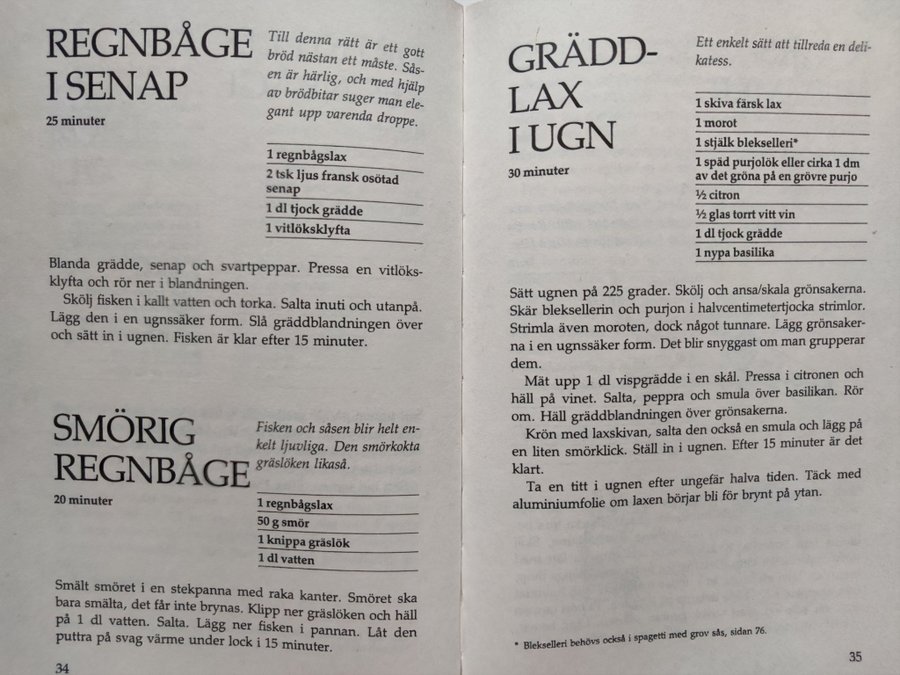 REGNBÅGE
I SENAP
25 minuter
Till denna rätt är ett gott
bröd nästan ett måste. Sås-
en är härlig, och med hjälp
av brödbitar suger man ele-
gant upp varenda droppe.
1 regnbågslax
2 tsk ljus fransk osötad
senap
1 dl tjock grädde
1 vitlöksklyfta
Blanda grädde, senap och svartpeppar. Pressa en vitlöks-
klyfta och rör ner i blandningen.
Skölj fisken i kallt vatten och torka. Salta inuti och utanpå.
Lägg den i en ugnssäker form. Slå gräddblandningen över
och sätt in i ugnen. Fisken är klar efter 15 minuter.
SMÖRIG
REGNBÅGE
20 minuter
Fisken och såsen blir helt en-
kelt ljuvliga. Den smörkokta
gräslöken likaså.
1 regnbågslax
50 g smör
1 knippa gräslök
1 dl vatten
Smält smöret i en stekpanna med raka kanter. Smöret ska
bara smälta, det får inte brynas. Klipp ner gräslöken och häll
på 1 dl vatten. Salta. Lägg ner fisken i pannan. Låt den
puttra på svag värme under lock i 15 minuter.
34
GRÄDD-
LAX
I UGN
30 minuter
Ett enkelt sätt att tillreda en deli-
katess.
1 skiva färsk lax
1 morot
1 stjälk blekselleri*
1 späd purjolök eller cirka 1 dm
av det gröna på en grövre purjo
½ citron
½ glas torrt vitt vin
1 dl tjock grädde
1 nypa basilika
Sätt ugnen på 225 grader. Skölj och ansa/skala grönsakerna.
Skär bleksellerin och purjon i halvcentimetertjocka strimlor.
Strimla även moroten, dock något tunnare. Lägg grönsaker-
na i en ugnssäker form. Det blir snyggast om man grupperar
dem.
Mät upp 1 dl vispgrädde i en skål. Pressa i citronen och
häll på vinet. Salta, peppra och smula över basilikan. Rör
om. Häll gräddblandningen över grönsakerna.
Krön med laxskivan, salta den också en smula och lägg på
en liten smörklick. Ställ in i ugnen. Efter 15 minuter är det
klart.
Ta en titt i ugnen efter ungefär halva tiden. Täck med
aluminiumfolie om laxen börjar bli för brynt på ytan.
* Blekselleri behövs också i spagetti med grov sås, sidan 76.
35